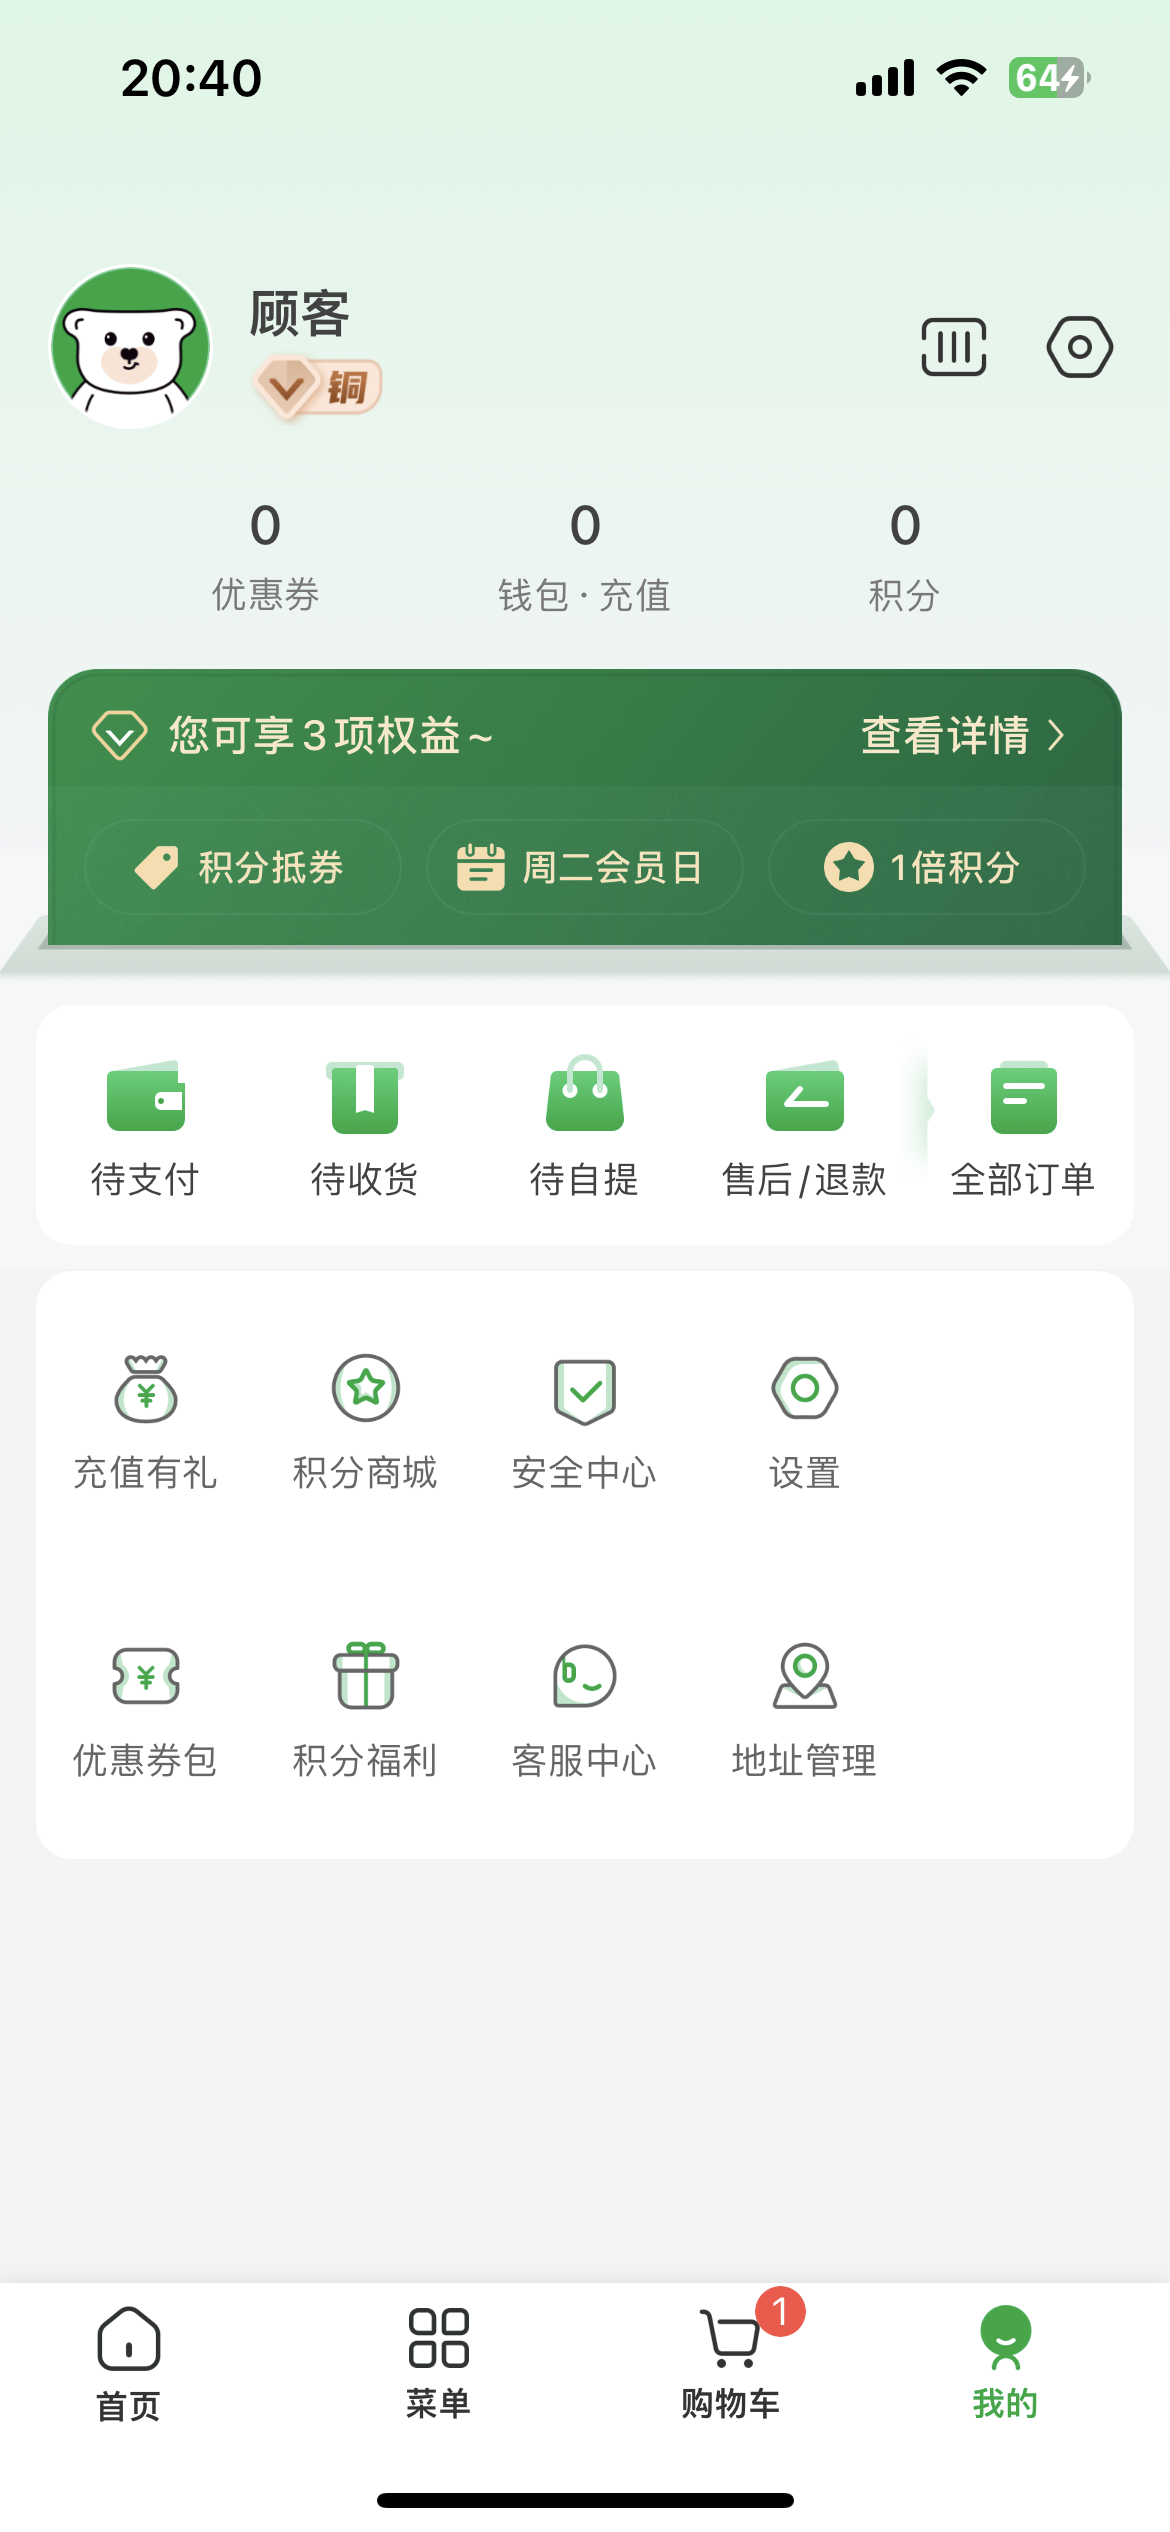 20:40
64
顾客
铜
0
0
0
优惠券
钱包·充值
积分
您可享3项权益~
查看详情
积分抵券
周二会员日
1倍积分
待支付
待收货
待自提
售后/退款
全部订单
充值有礼
积分商城
安全中心
设置
优惠券包
积分福利
客服中心
地址管理
1
首页
菜单
购物车
我的